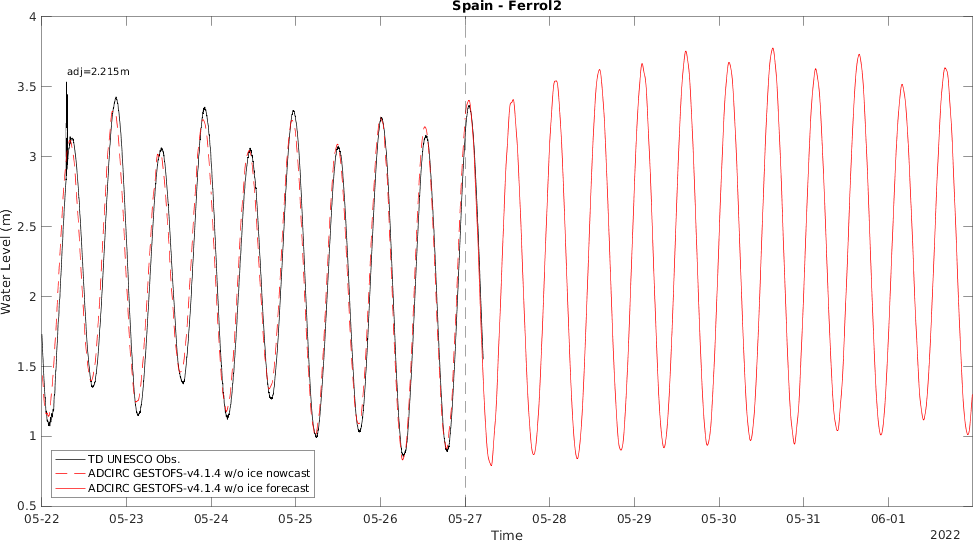 Spain - Ferrol2
4
3.5
3
2.5
2
1.5
1
0.5
Water Level (m)
adj=2.215m
TD UNESCO Obs.
ADCIRC GESTOFS-v4.1.4 w/o ice nowcast
ADCIRC GESTOFS-v4.1.4 w/o ice forecast
05-22 05-23 05-24 05-25 05-26 05-27 05-28 05-29 05-30 05-31 06-01
Time
2022